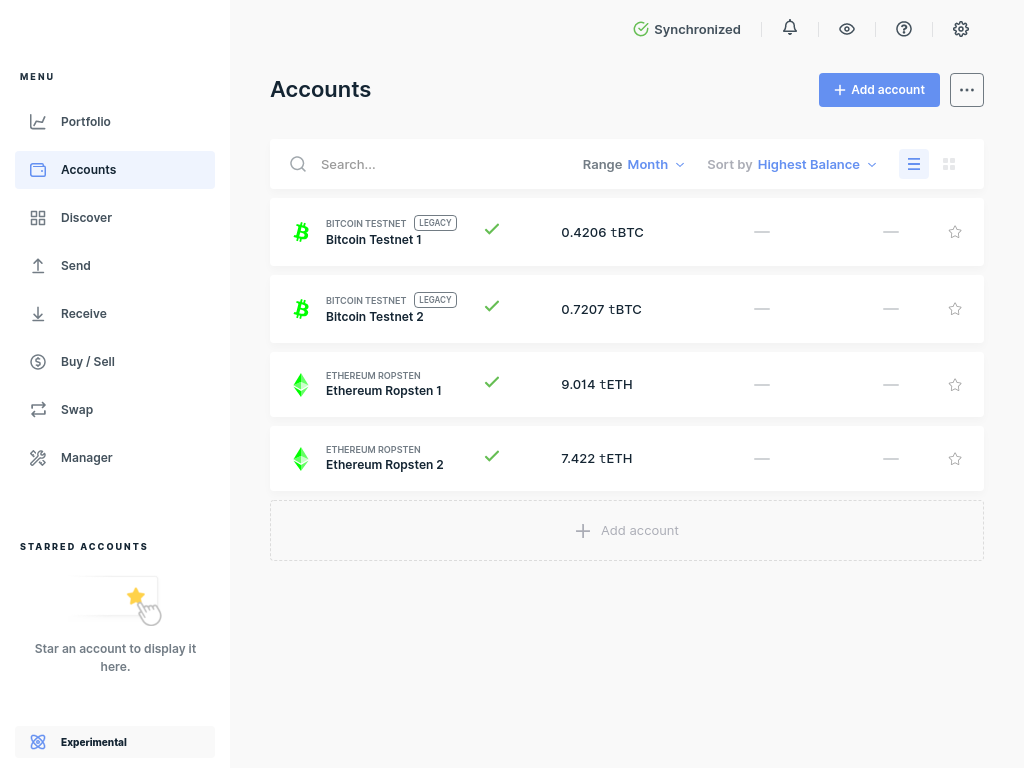 Synchronized
MENU
Portfolio
Accounts
Discover
Send
Receive
Buy / Sell
Swap
Manager
STARRED ACCOUNTS
Star an account to display it
here.
Experimental
Accounts
Add account
Search...
Range Month
Sort by Highest Balance
BITCOIN TESTNET LEGACY
Bitcoin Testnet 1
0.4206 tBTC
BITCOIN TESTNET LEGACY
Bitcoin Testnet 2
0.7207 tBTC
ETHEREUM ROPSTEN
Ethereum Ropsten 1
9.014 tETH
ETHEREUM ROPSTEN
Ethereum Ropsten 2
7.422 tETH
Add account